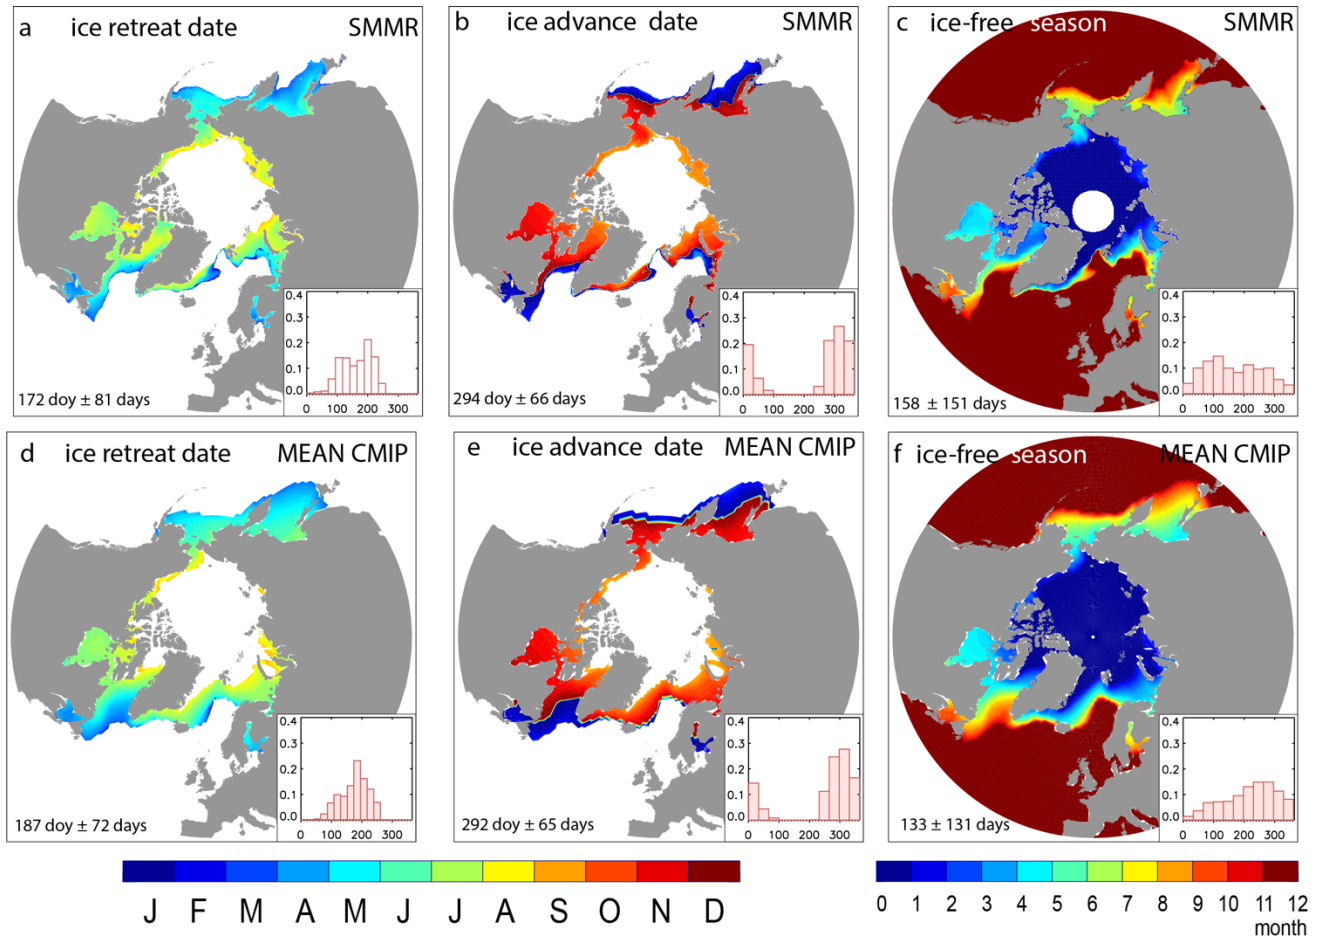 a ice retreat date SMMR
0.4
0.3
0.2
0.1
0.0
0 100 200 300
172 doy ± 81 days
b ice advance date SMMR
0.4
0.3
0.2
0.1
0.0
0 100 200 300
294 doy ± 66 days
c ice-free season SMMR
0.4
0.3
0.2
0.1
0.0
0 100 200 300
158 ± 151 days
d ice retreat date MEAN CMIP
0.4
0.3
0.2
0.1
0.0
0 100 200 300
187 doy ± 72 days
e ice advance date MEAN CMIP
0.4
0.3
0.2
0.1
0.0
0 100 200 300
292 doy ± 65 days
f ice-free season MEAN CMIP
0.4
0.3
0.2
0.1
0.0
0 100 200 300
133 ± 131 days
J F M A M J J A S O N D
0 1 2 3 4 5 6 7 8 9 10 11 12
month